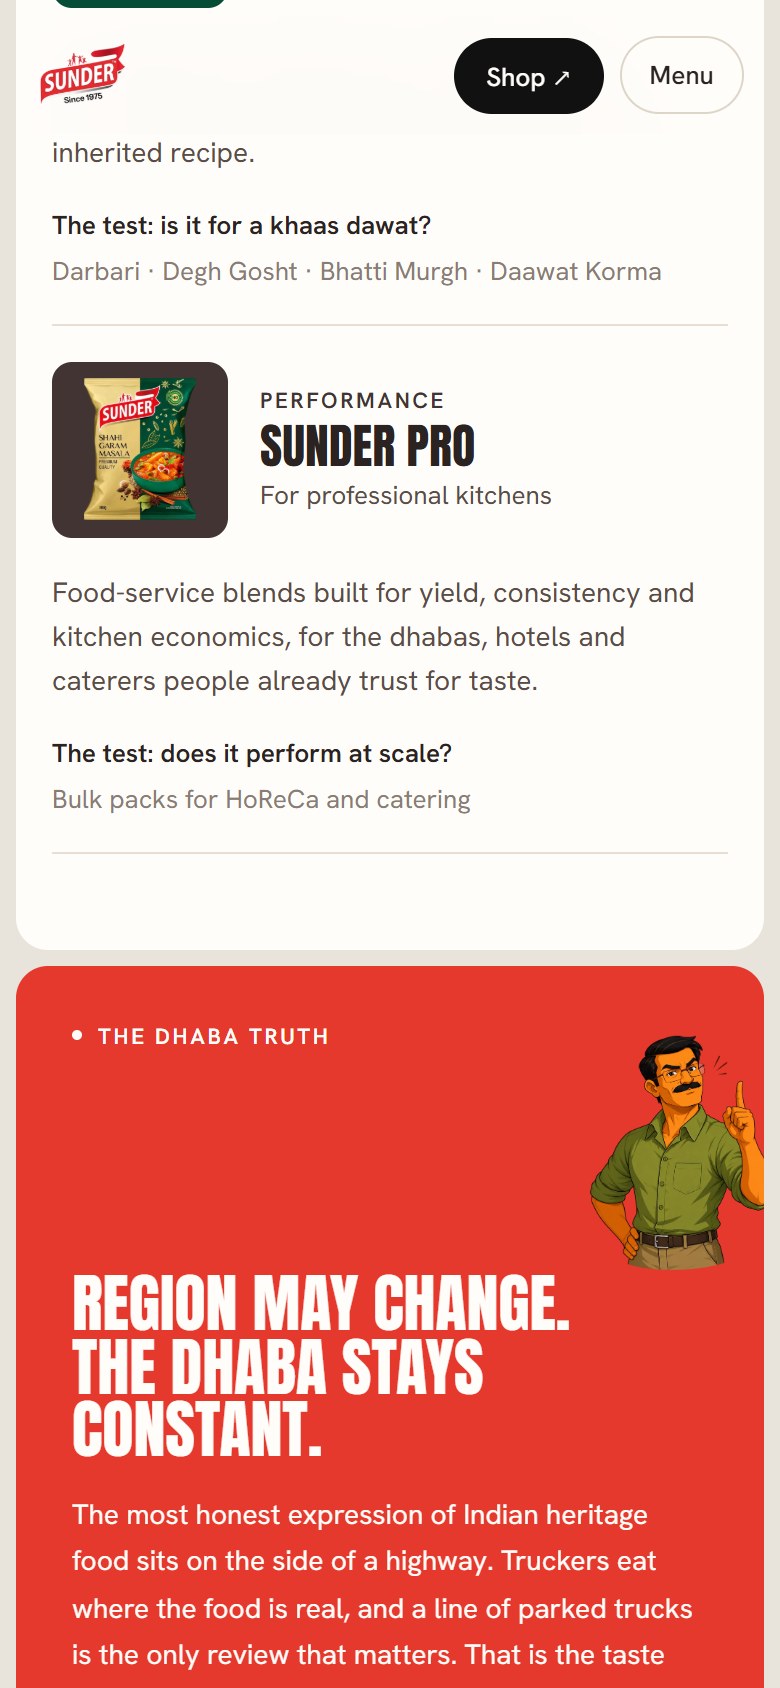 SUNDER
Since 1975
Shop ↗
Menu
inherited recipe.
The test: is it for a khaas dawat?
Darbari · Degh Gosht · Bhatti Murgh · Daawat Korma
SUNDER
SHAHI
GARAM
MASALA
PREMIUM
QUALITY
PERFORMANCE
SUNDER PRO
For professional kitchens
Food-service blends built for yield, consistency and
kitchen economics, for the dhabas, hotels and
caterers people already trust for taste.
The test: does it perform at scale?
Bulk packs for HoReCa and catering
THE DHABA TRUTH
REGION MAY CHANGE.
THE DHABA STAYS
CONSTANT.
The most honest expression of Indian heritage
food sits on the side of a highway. Truckers eat
where the food is real, and a line of parked trucks
is the only review that matters. That is the taste